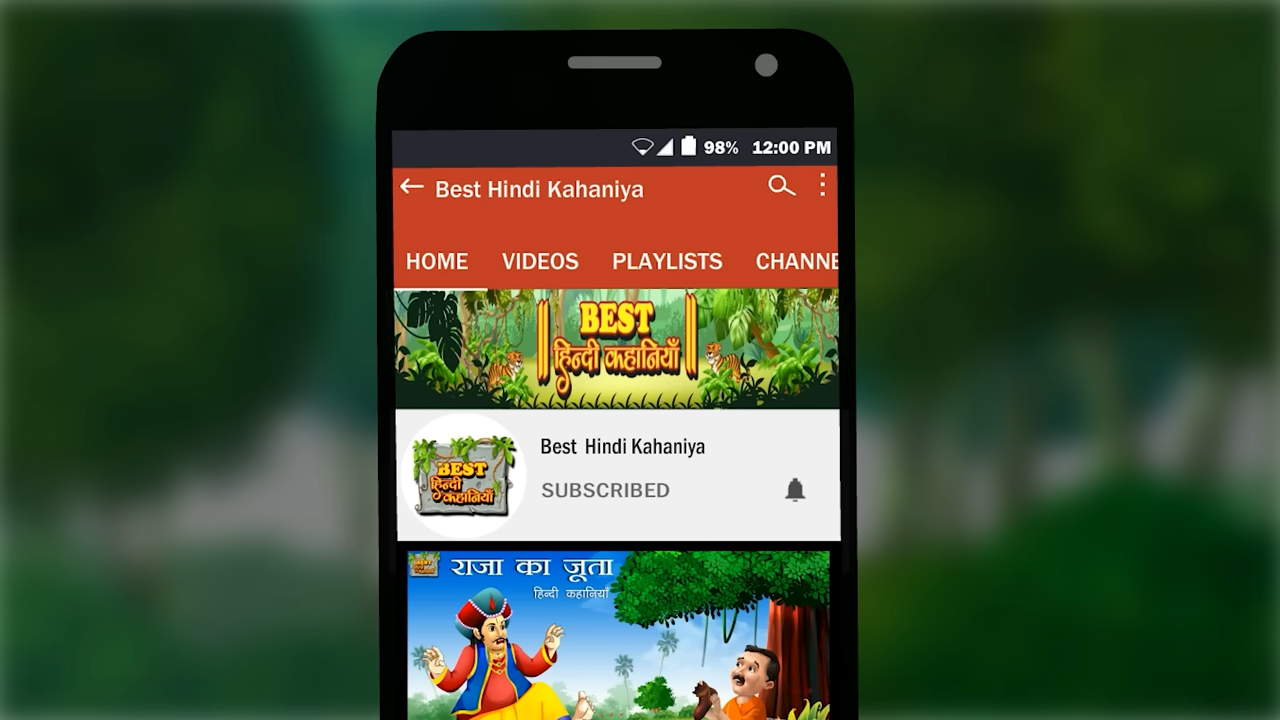 98% 12:00 PM
Best Hindi Kahaniya
HOME VIDEOS PLAYLISTS CHANNE
BEST
हिन्दी कहानियाँ
Best Hindi Kahaniya
BEST
हिन्दी
कहानियाँ
SUBSCRIBED
राजा का जूता
हिन्दी कहानियाँ